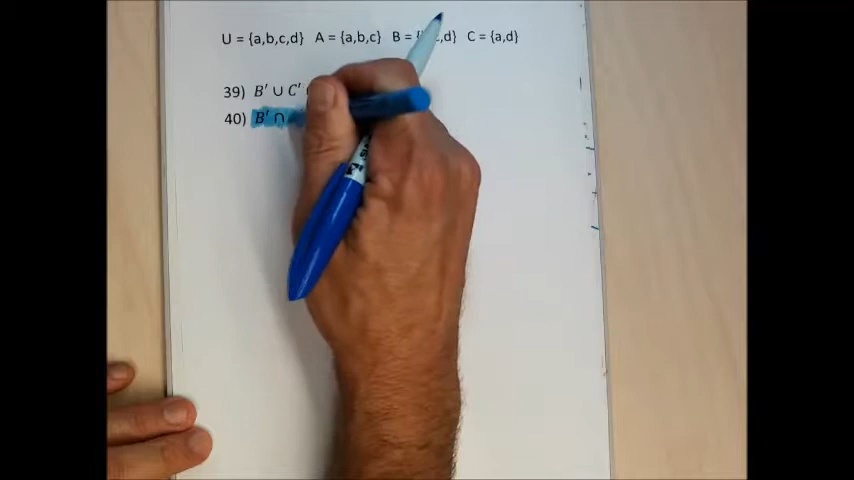 U = {a,b,c,d} A = {a,b,c} B = { ,d} C = {a,d}
39) B′ ∪ C′
40) B′ ∩